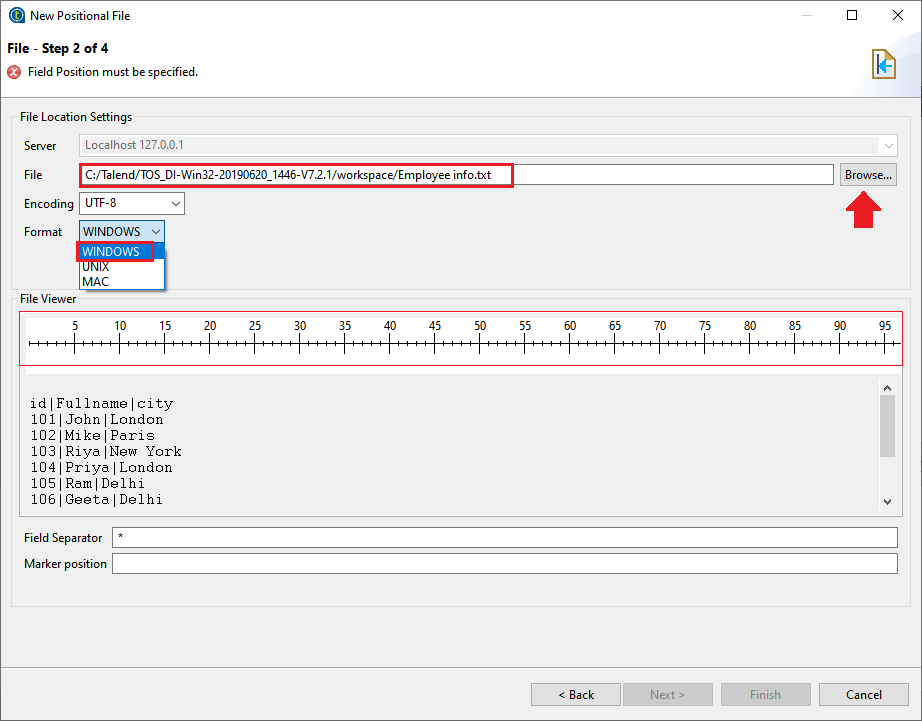 New Positional File
File - Step 2 of 4
Field Position must be specified.
File Location Settings
Server Localhost 127.0.0.1
File C:/Talend/TOS_DI-Win32-20190620_1446-V7.2.1/workspace/Employee info.txt Browse...
Encoding UTF-8
Format WINDOWS
WINDOWS
UNIX
MAC
File Viewer
5 10 15 20 25 30 35 40 45 50 55 60 65 70 75 80 85 90 95
id|Fullname|city
101|John|London
102|Mike|Paris
103|Riya|New York
104|Priya|London
105|Ram|Delhi
106|Geeta|Delhi
Field Separator *
Marker position
< Back Next > Finish Cancel